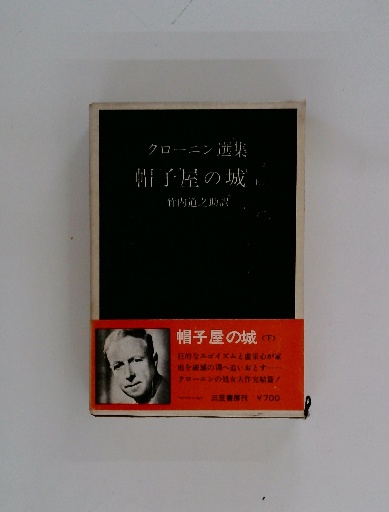 クローニン選集
帽子屋の城
竹内道之助訳
帽子屋の城〈下〉
狂的なエゴイズムと虚栄心が家
庭を破滅の淵へ追いおとす——
クローニンの処女大作完結篇！
三笠書房刊 ¥700